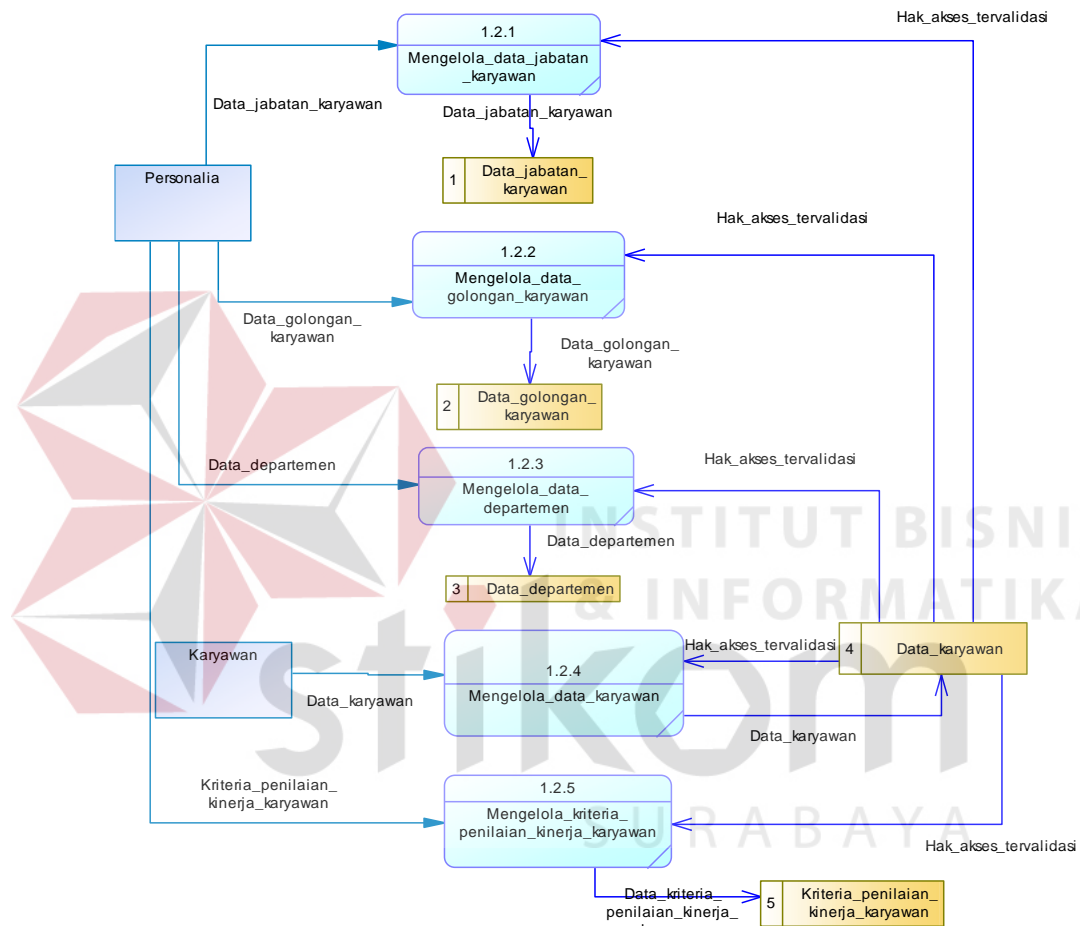 Hak_akses_tervalidasi
1.2.1
Mengelola_data_jabatan
_karyawan
Data_jabatan_karyawan
Data_jabatan_karyawan
1
Data_jabatan_
karyawan
Personalia
Hak_akses_tervalidasi
1.2.2
Mengelola_data_
golongan_karyawan
Data_golongan_
karyawan
Data_golongan_
karyawan
2
Data_golongan_
karyawan
1.2.3
Mengelola_data_
departemen
Data_departemen
Hak_akses_tervalidasi
INSTITUT BISNI
Data_departemen
3
Data_departemen
& INFORMATIKA
Karyawan
1.2.4
Mengelola_data_karyawan
Hak_akses_tervalidasi
4
Data_karyawan
Data_karyawan
Data_karyawan
stikom
SURABAYA
Kriteria_penilaian_
kinerja_karyawan
1.2.5
Mengelola_kriteria_
penilaian_kinerja_karyawan
Hak_akses_tervalidasi
Data_kriteria_
penilaian_kinerja_
5
Kriteria_penilaian_
kinerja_karyawan